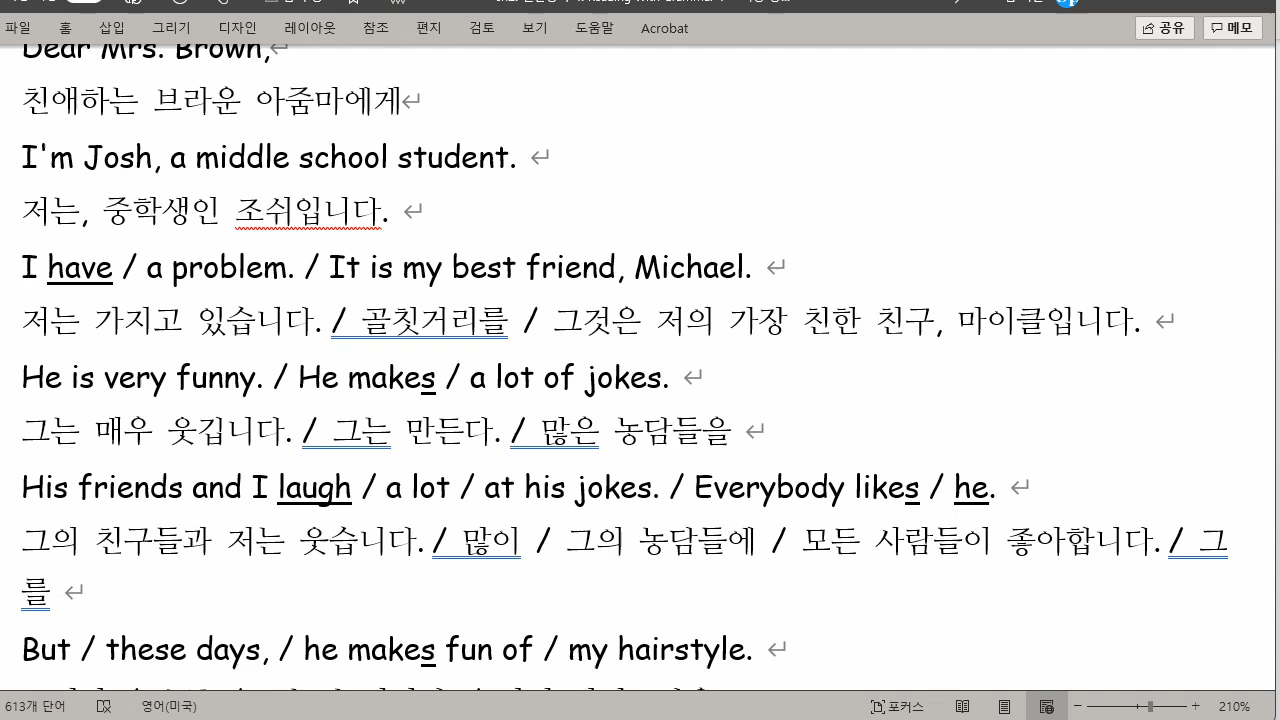 파일 홈 삽입 그리기 디자인 레이아웃 참조 편지 검토 보기 도움말 Acrobat 공유 메모
Dear Mrs. Brown,
친애하는 브라운 아줌마에게
I'm Josh, a middle school student.
저는, 중학생인 조쉬입니다.
I have / a problem. / It is my best friend, Michael.
저는 가지고 있습니다. / 골칫거리를 / 그것은 저의 가장 친한 친구, 마이클입니다.
He is very funny. / He makes / a lot of jokes.
그는 매우 웃깁니다. / 그는 만든다. / 많은 농담들을
His friends and I laugh / a lot / at his jokes. / Everybody likes / he.
그의 친구들과 저는 웃습니다. / 많이 / 그의 농담들에 / 모든 사람들이 좋아합니다. / 그
를
But / these days, / he makes fun of / my hairstyle.
613개 단어 영어(미국) 포커스 210%